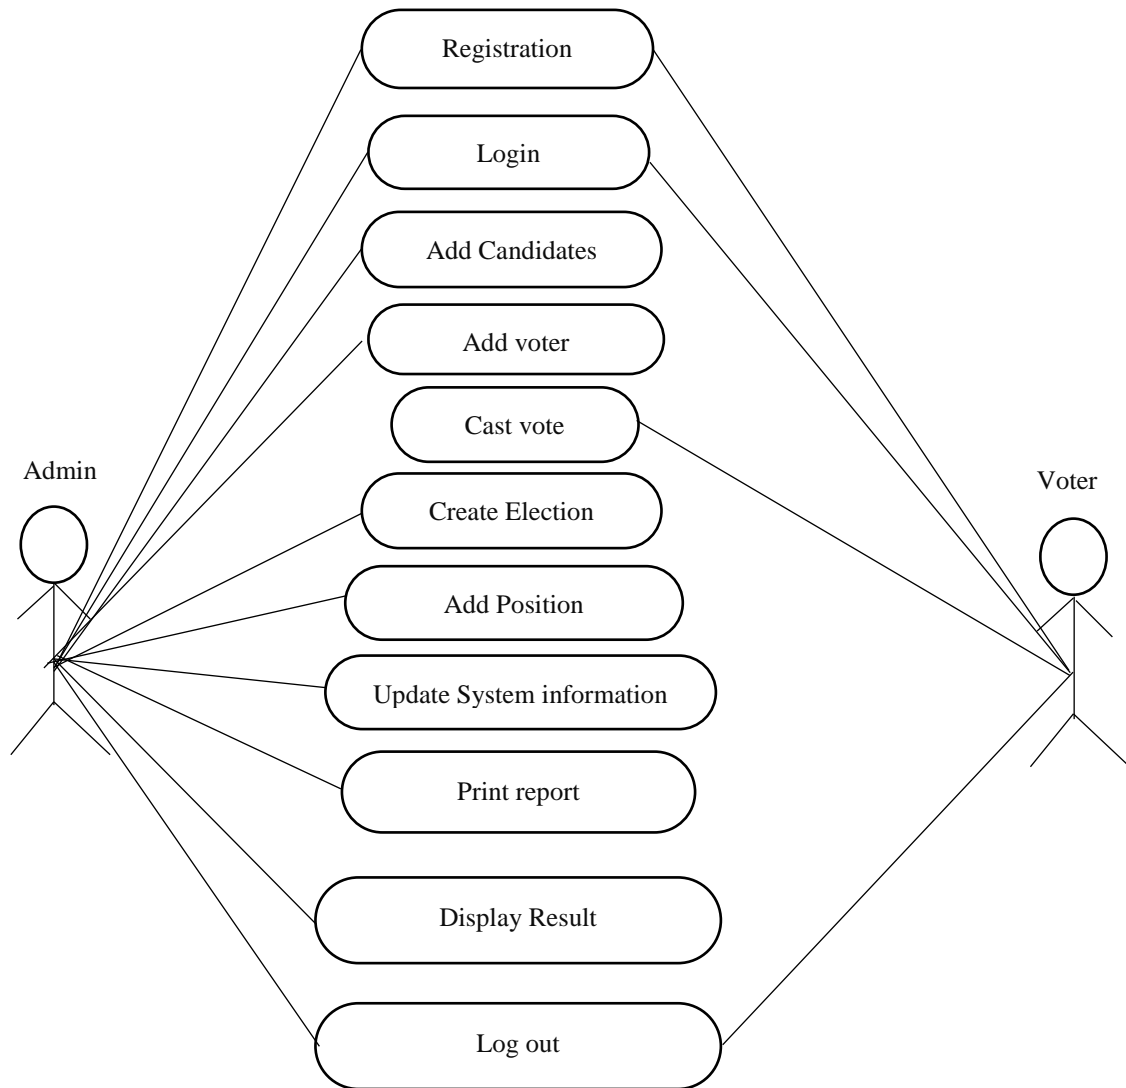 Registration
Login
Add Candidates
Add voter
Cast vote
Admin
Voter
Create Election
Add Position
Update System information
Print report
Display Result
Log out